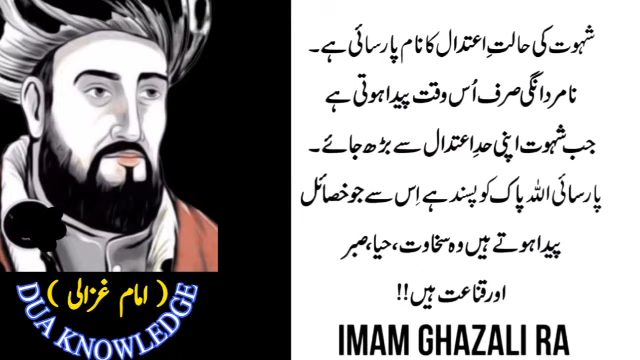 شہوت کی حالتِ اعتدال کا نام پارسائی ہے۔
نامردانگی صرف اُس وقت پیدا ہوتی ہے
جب شہوت اپنی حدِ اعتدال سے بڑھ جائے۔
پارسائی اللہ پاک کو پسند ہے اِس سے جو خصائل
پیدا ہوتے ہیں وہ سخاوت، حیا، صبر
اور قناعت ہیں!!
IMAM GHAZALI RA
( امام غزالی )
DUA KNOWLEDGE